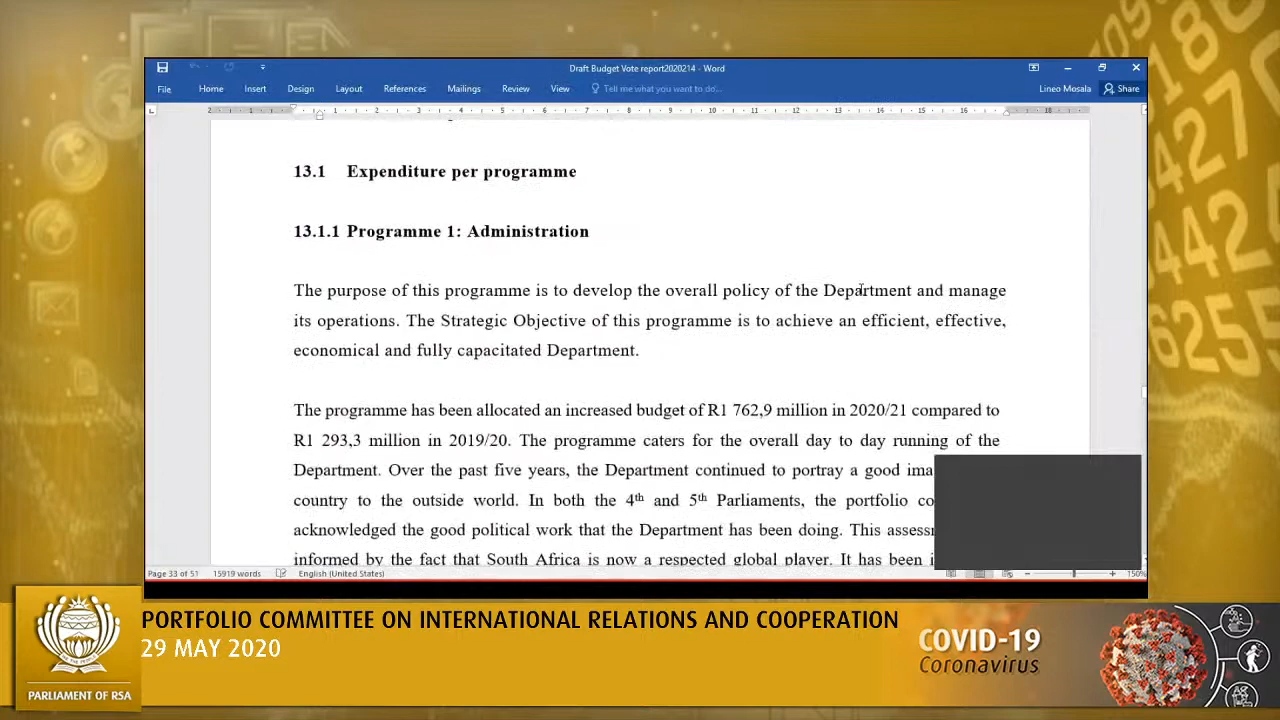 Draft Budget Vote report2020214 - Word
File Home Insert Design Layout References Mailings Review View Tell me what you want to do... Lineo Mosala Share
13.1 Expenditure per programme
13.1.1 Programme 1: Administration
The purpose of this programme is to develop the overall policy of the Department and manage
its operations. The Strategic Objective of this programme is to achieve an efficient, effective,
economical and fully capacitated Department.
The programme has been allocated an increased budget of R1 762,9 million in 2020/21 compared to
R1 293,3 million in 2019/20. The programme caters for the overall day to day running of the
Department. Over the past five years, the Department continued to portray a good
country to the outside world. In both the 4th and 5th Parliaments, the portfolio
acknowledged the good political work that the Department has been doing. This
informed by the fact that South Africa is now a respected global player. It has been
Page 33 of 51 15919 words English (United States) 150%
PORTFOLIO COMMITTEE ON INTERNATIONAL RELATIONS AND COOPERATION
29 MAY 2020
PARLIAMENT OF RSA
COVID-19
Coronavirus